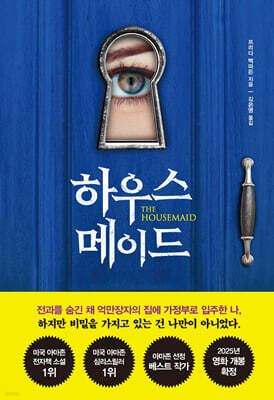 프리다 맥파든 지음 — 김은영 옮김
하우스
THE
HOUSEMAID
메이드
전과를 숨긴 채 억만장자의 집에 가정부로 입주한 나,
하지만 비밀을 가지고 있는 건 나만이 아니었다.
미국 아마존
전자책 소설
1위
미국 아마존
심리스릴러
1위
아마존 선정
베스트 작가
2025년
영화 개봉
확정